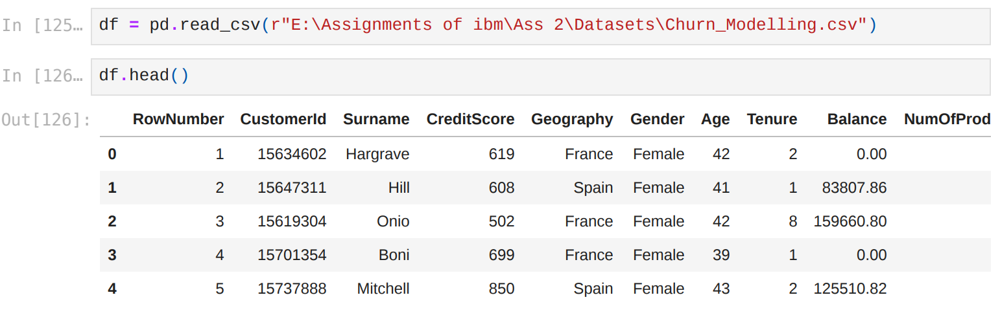 In [125… df = pd.read_csv(r"E:\Assignments of ibm\Ass 2\Datasets\Churn_Modelling.csv")
In [126… df.head()
Out[126]: RowNumber CustomerId Surname CreditScore Geography Gender Age Tenure Balance NumOfProd
0 1 15634602 Hargrave 619 France Female 42 2 0.00
1 2 15647311 Hill 608 Spain Female 41 1 83807.86
2 3 15619304 Onio 502 France Female 42 8 159660.80
3 4 15701354 Boni 699 France Female 39 1 0.00
4 5 15737888 Mitchell 850 Spain Female 43 2 125510.82